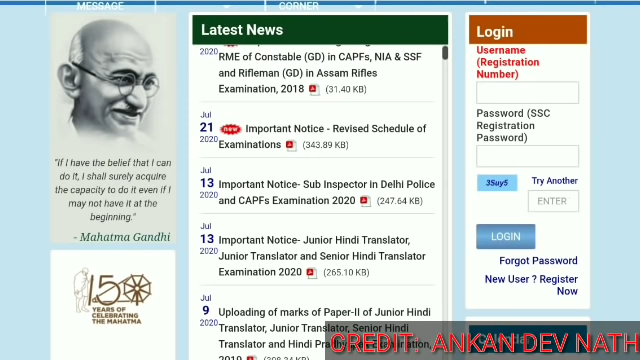 MESSAGE
CORNER
Latest News
2020
RME of Constable (GD) in CAPFs, NIA & SSF
and Rifleman (GD) in Assam Rifles
Examination, 2018 (31.40 KB)
Jul
21
2020
new Important Notice - Revised Schedule of
Examinations (343.89 KB)
Jul
13
2020
Important Notice- Sub Inspector in Delhi Police
and CAPFs Examination 2020 (247.64 KB)
Jul
13
2020
Important Notice- Junior Hindi Translator,
Junior Translator and Senior Hindi Translator
Examination 2020 (265.10 KB)
Jul
9
2020
Uploading of marks of Paper-II of Junior Hindi
Translator, Junior Translator, Senior Hindi
Translator and Hindi
"If I have the belief that I can
do it, I shall surely acquire
the capacity to do it even if I
may not have it at the
beginning."
- Mahatma Gandhi
150
YEARS OF
CELEBRATING
THE MAHATMA
Login
Username
(Registration
Number)
Password (SSC
Registration
Password)
3Suy5
Try Another
ENTER
LOGIN
Forgot Password
New User ? Register
Now
CREDIT: ANKAN DEV NATH